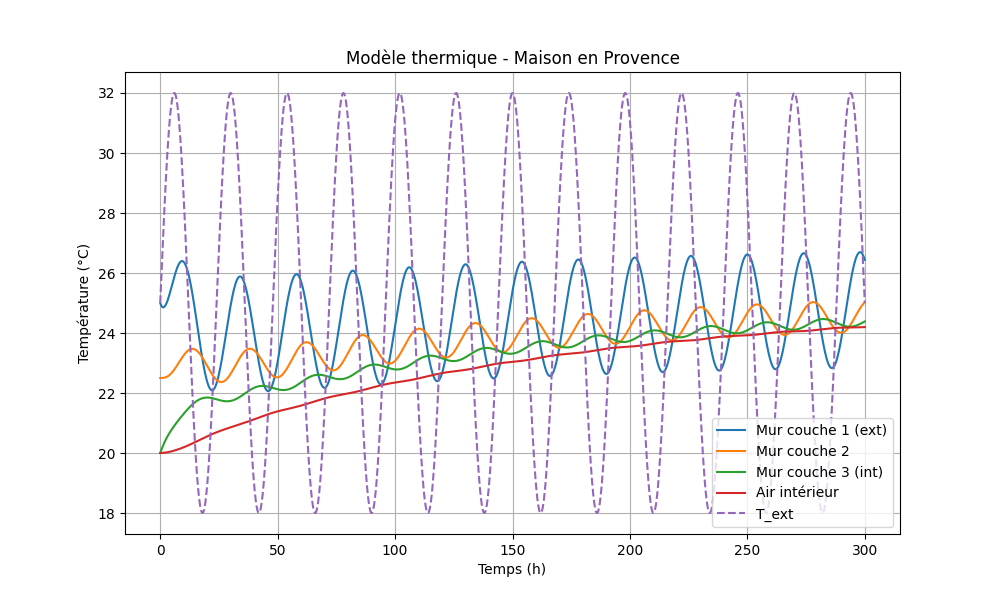 Modèle thermique - Maison en Provence
Température (°C)
32
30
28
26
24
22
20
18
0
50
100
150
200
250
300
Temps (h)
Mur couche 1 (ext)
Mur couche 2
Mur couche 3 (int)
Air intérieur
T_ext